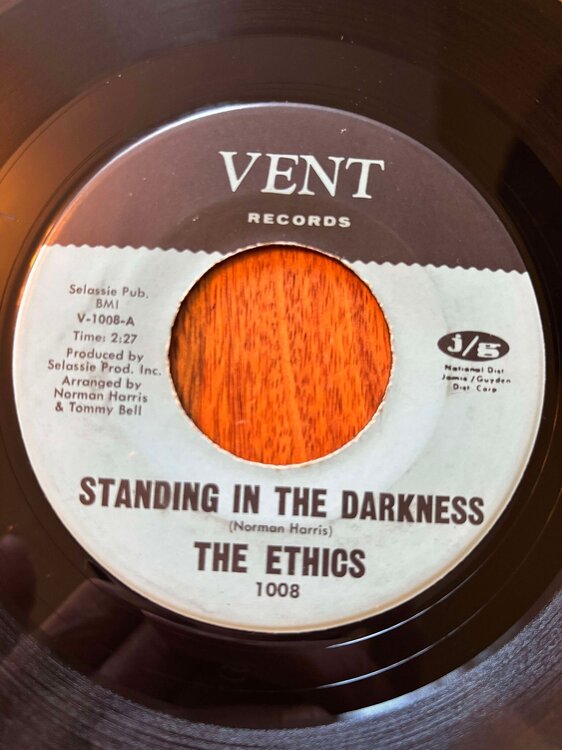 VENT
RECORDS
Selassie Pub.
BMI
V-1008-A
Time: 2:27
Produced by
Selassie Prod. Inc.
Arranged by
Norman Harris
& Tommy Bell
j/g
National Dist
Jamie/Guyden
Dist Corp
STANDING IN THE DARKNESS
(Norman Harris)
THE ETHICS
1008